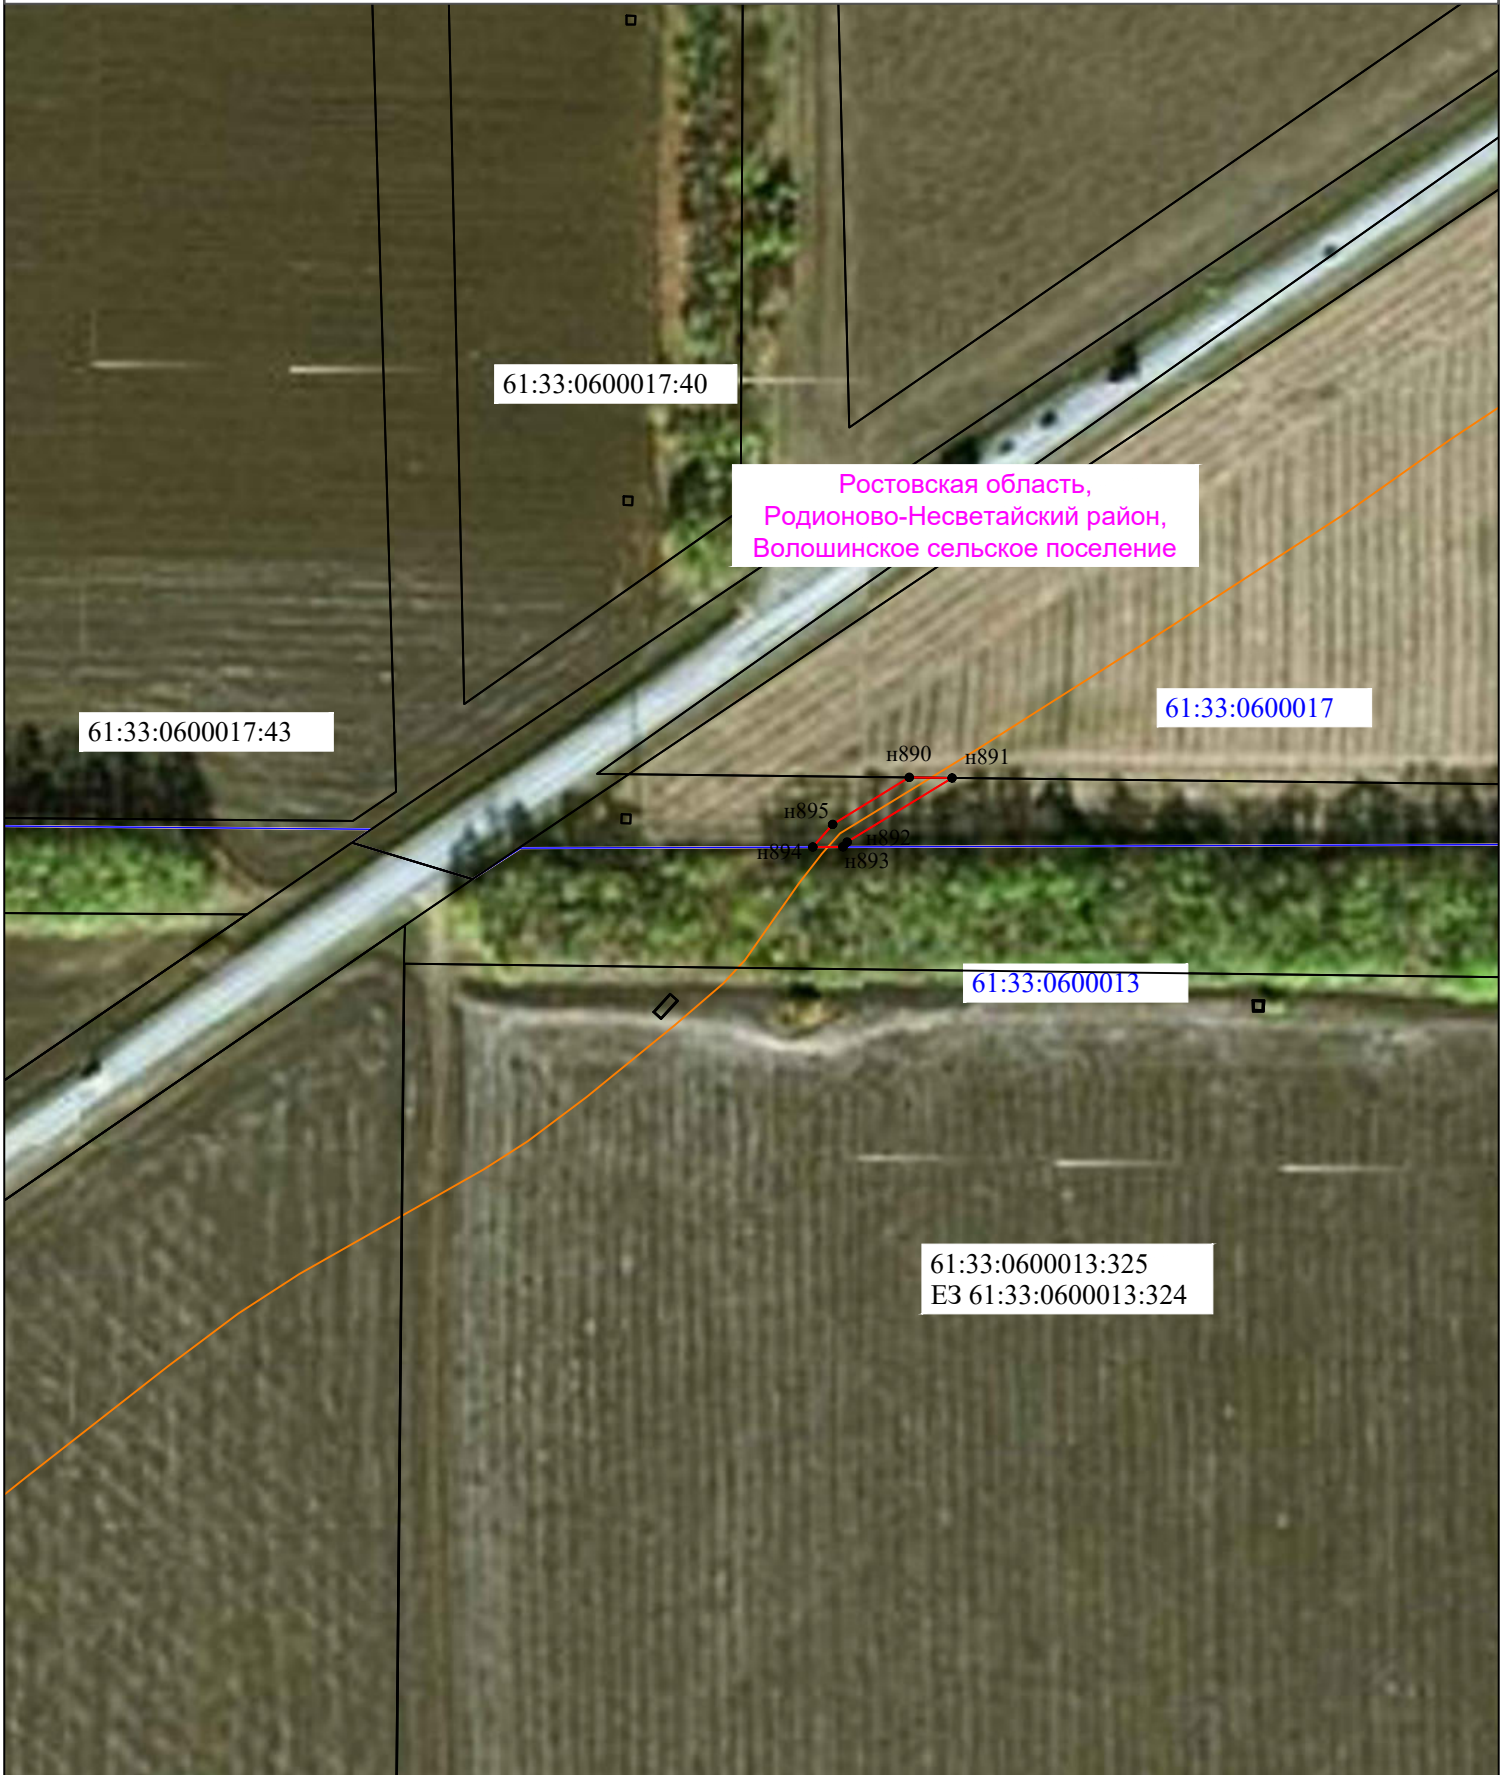 61:33:0600017:40
Ростовская область,
Родионово-Несветайский район,
Волошинское сельское поселение
61:33:0600017
61:33:0600017:43
н890
н891
н895
н892
н894
н893
61:33:0600013
61:33:0600013:325
ЕЗ 61:33:0600013:324